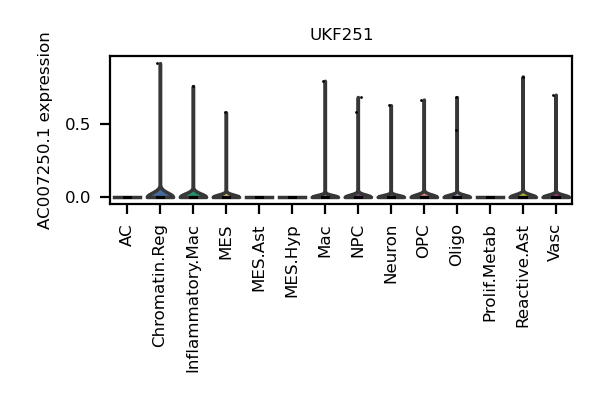 UKF251
AC007250.1 expression
0.5
0.0
AC
Chromatin.Reg
Inflammatory.Mac
MES
MES.Ast
MES.Hyp
Mac
NPC
Neuron
OPC
Oligo
Prolif.Metab
Reactive.Ast
Vasc